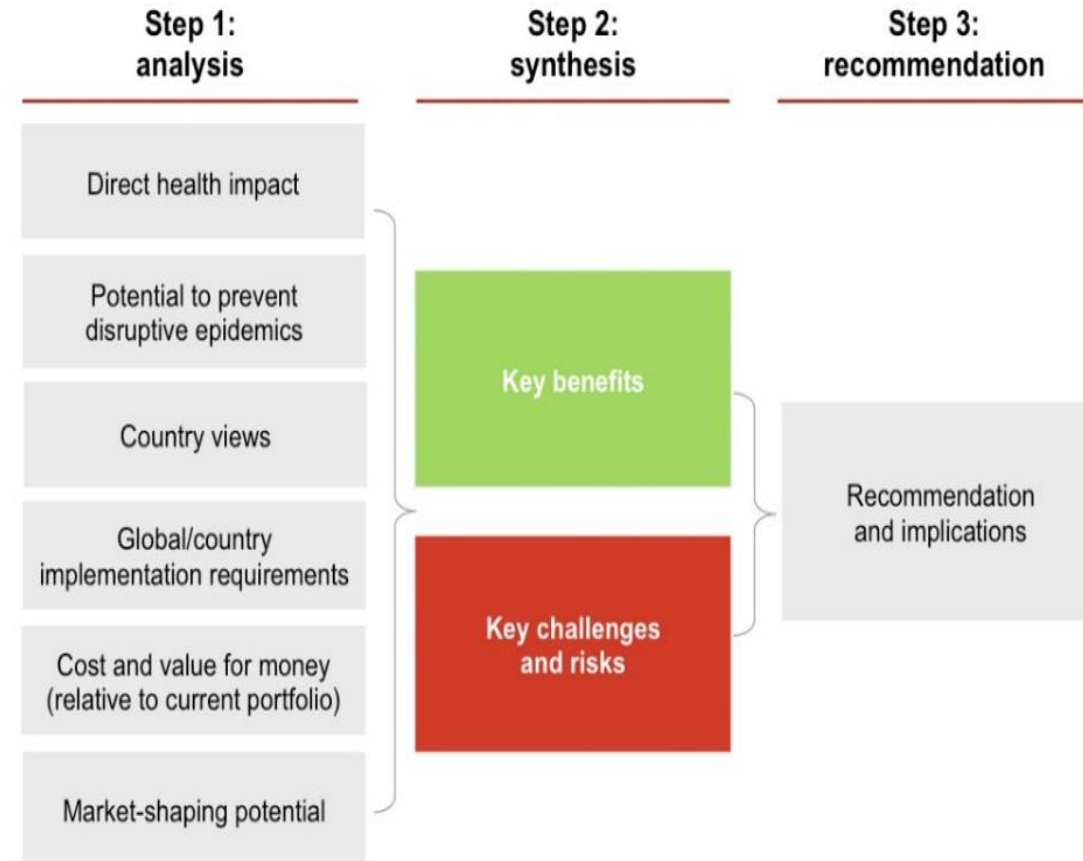 Step 1:
analysis
Direct health impact
Potential to prevent
disruptive epidemics
Country views
Global/country
implementation requirements
Cost and value for money
(relative to current portfolio)
Market-shaping potential
Step 2:
synthesis
Key benefits
Key challenges
and risks
Step 3:
recommendation
Recommendation
and implications